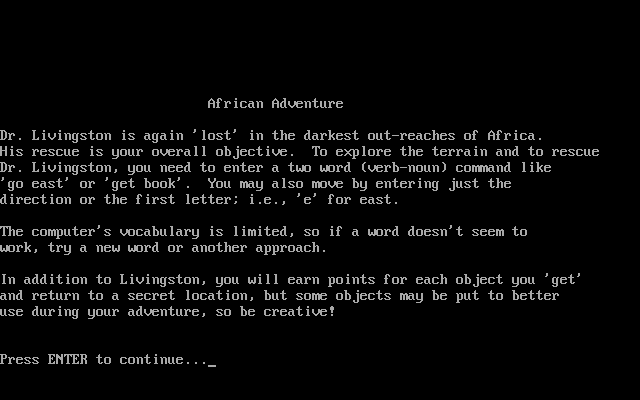 African Adventure
Dr. Livingston is again 'lost' in the darkest out-reaches of Africa.
His rescue is your overall objective.  To explore the terrain and to rescue
Dr. Livingston, you need to enter a two word (verb-noun) command like
'go east' or 'get book'.  You may also move by entering just the
direction or the first letter; i.e., 'e' for east.
The computer's vocabulary is limited, so if a word doesn't seem to
work, try a new word or another approach.
In addition to Livingston, you will earn points for each object you 'get'
and return to a secret location, but some objects may be put to better
use during your adventure, so be creative!
Press ENTER to continue..._